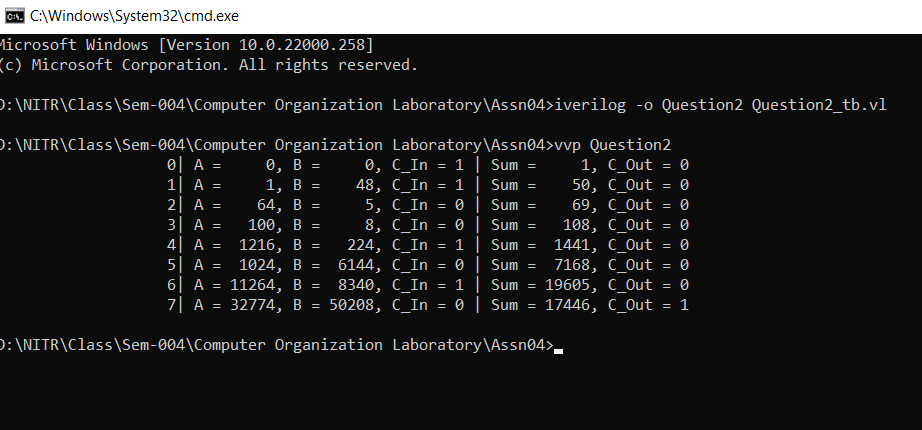 C:\Windows\System32\cmd.exe
Microsoft Windows [Version 10.0.22000.258]
(c) Microsoft Corporation. All rights reserved.
D:\NITR\Class\Sem-004\Computer Organization Laboratory\Assn04>iverilog -o Question2 Question2_tb.vl
D:\NITR\Class\Sem-004\Computer Organization Laboratory\Assn04>vvp Question2
0| A =     0, B =     0, C_In = 1 | Sum =     1, C_Out = 0
1| A =     1, B =    48, C_In = 1 | Sum =    50, C_Out = 0
2| A =    64, B =     5, C_In = 0 | Sum =    69, C_Out = 0
3| A =   100, B =     8, C_In = 0 | Sum =   108, C_Out = 0
4| A =  1216, B =   224, C_In = 1 | Sum =  1441, C_Out = 0
5| A =  1024, B =  6144, C_In = 0 | Sum =  7168, C_Out = 0
6| A = 11264, B =  8340, C_In = 1 | Sum = 19605, C_Out = 0
7| A = 32774, B = 50208, C_In = 0 | Sum = 17446, C_Out = 1
D:\NITR\Class\Sem-004\Computer Organization Laboratory\Assn04>